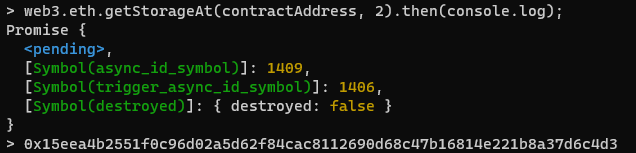 > web3.eth.getStorageAt(contractAddress, 2).then(console.log);
Promise {
  <pending>,
  [Symbol(async_id_symbol)]: 1409,
  [Symbol(trigger_async_id_symbol)]: 1406,
  [Symbol(destroyed)]: { destroyed: false }
}
> 0x15eea4b2551f0c96d02a5d62f84cac8112690d68c47b16814e221b8a37d6c4d3